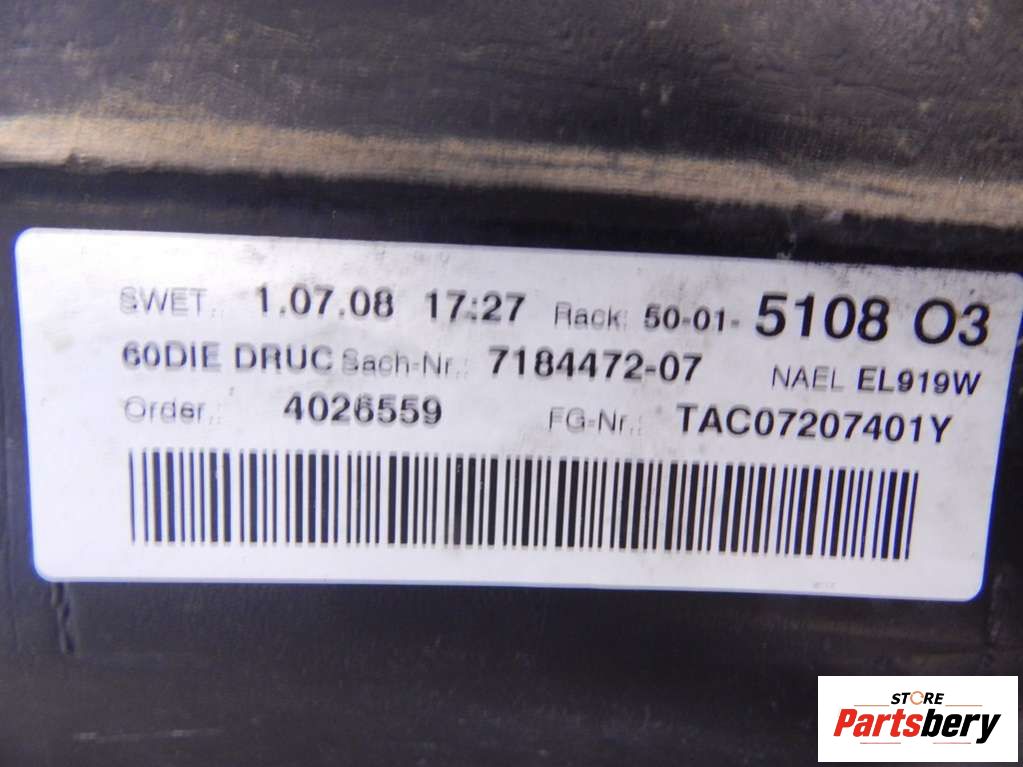 SWET.: 1.07.08 17:27 Rack: 50-01- 5108 O3
60DIE DRUC Sach-Nr.: 7184472-07 NAEL EL919W
Order.: 4026559 FG-Nr.: TAC07207401Y
STORE
Partsbery